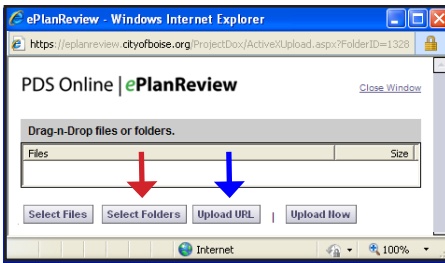 ePlanReview - Windows Internet Explorer
https://eplanreview.cityofboise.org/ProjectDox/ActiveXUpload.aspx?FolderID=1328
PDS Online | ePlanReview
Close Window
Drag-n-Drop files or folders.
Files Size
Select Files Select Folders Upload URL | Upload Now
Internet 100%